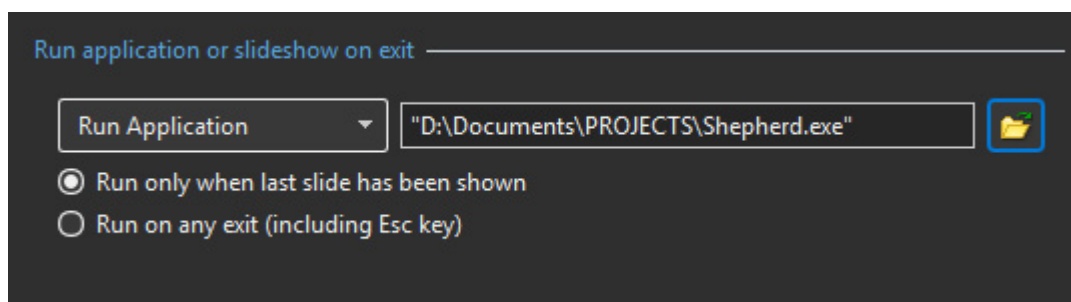 Run application or slideshow on exit
Run Application "D:\Documents\PROJECTS\Shepherd.exe"
Run only when last slide has been shown
Run on any exit (including Esc key)